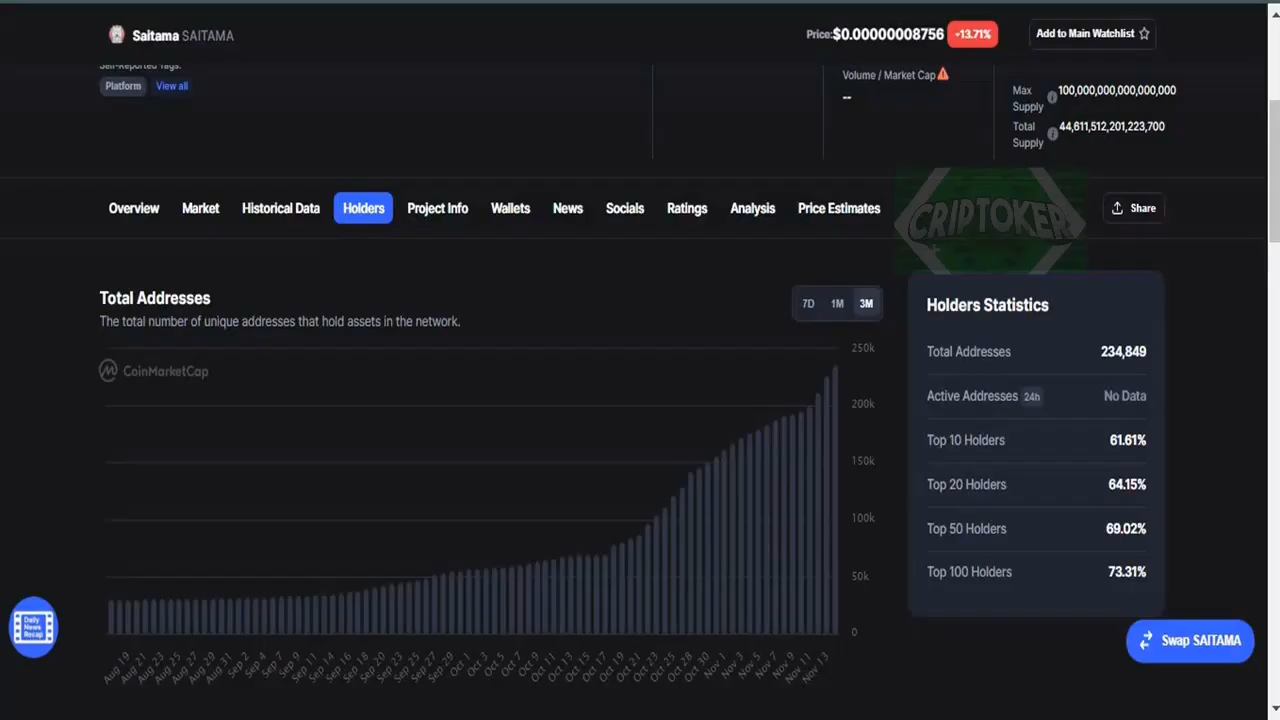 Saitama SAITAMA
Price:$0.00000008756 -13.71%
Add to Main Watchlist
Self-Reported Tags:
Platform
View all
Volume / Market Cap
--
Max Supply 100,000,000,000,000,000
Total Supply 44,611,512,201,223,700
Overview
Market
Historical Data
Holders
Project Info
Wallets
News
Socials
Ratings
Analysis
Price Estimates
CRIPTOKER
Share
Total Addresses
The total number of unique addresses that hold assets in the network.
7D 1M 3M
CoinMarketCap
250k
200k
150k
100k
50k
0
Aug 19
Aug 21
Aug 23
Aug 25
Aug 27
Aug 29
Aug 31
Sep 2
Sep 4
Sep 7
Sep 9
Sep 11
Sep 14
Sep 16
Sep 18
Sep 20
Sep 23
Sep 25
Sep 27
Sep 28
Oct 1
Oct 3
Oct 5
Oct 7
Oct 9
Oct 11
Oct 13
Oct 15
Oct 17
Oct 19
Oct 21
Oct 23
Oct 25
Oct 28
Oct 30
Nov 1
Nov 3
Nov 5
Nov 7
Nov 9
Nov 11
Nov 13
Holders Statistics
Total Addresses 234,849
Active Addresses 24h No Data
Top 10 Holders 61.61%
Top 20 Holders 64.15%
Top 50 Holders 69.02%
Top 100 Holders 73.31%
Daily
News
Recap
Swap SAITAMA